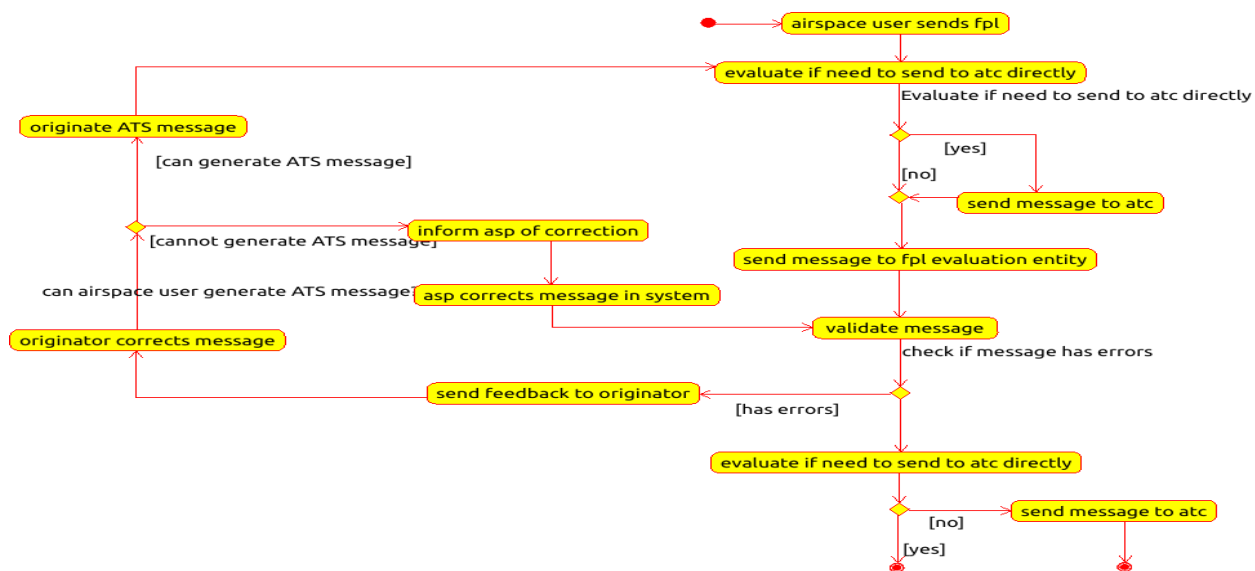 airspace user sends fpl
evaluate if need to send to atc directly
Evaluate if need to send to atc directly
originate ATS message
[yes]
[can generate ATS message]
[no]
send message to atc
inform asp of correction
[cannot generate ATS message]
send message to fpl evaluation entity
can airspace user generate ATS message?
asp corrects message in system
validate message
originator corrects message
check if message has errors
send feedback to originator
[has errors]
evaluate if need to send to atc directly
send message to atc
[no]
[yes]